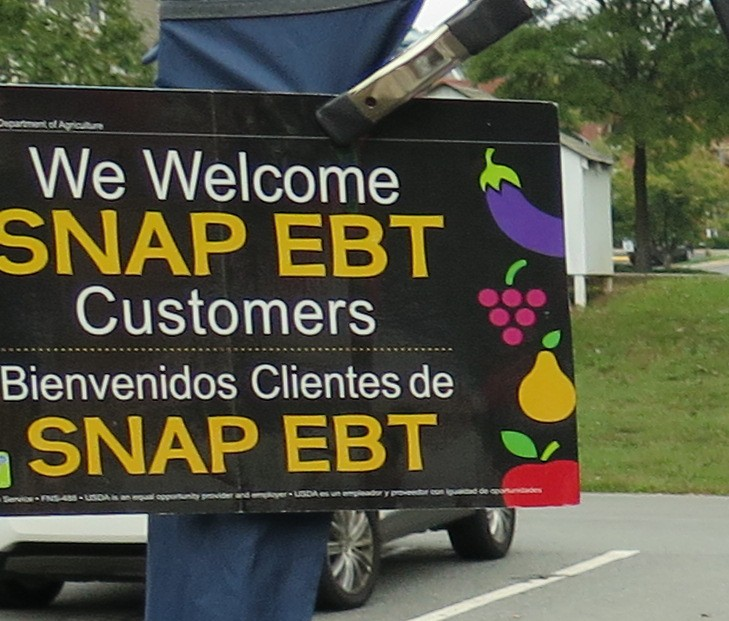 Department of Agriculture
We Welcome
SNAP EBT
Customers
Bienvenidos Clientes de
SNAP EBT
Service • FNS-488 • USDA is an equal opportunity provider and employer • USDA es un empleador y proveedor con igualdad de oportunidades